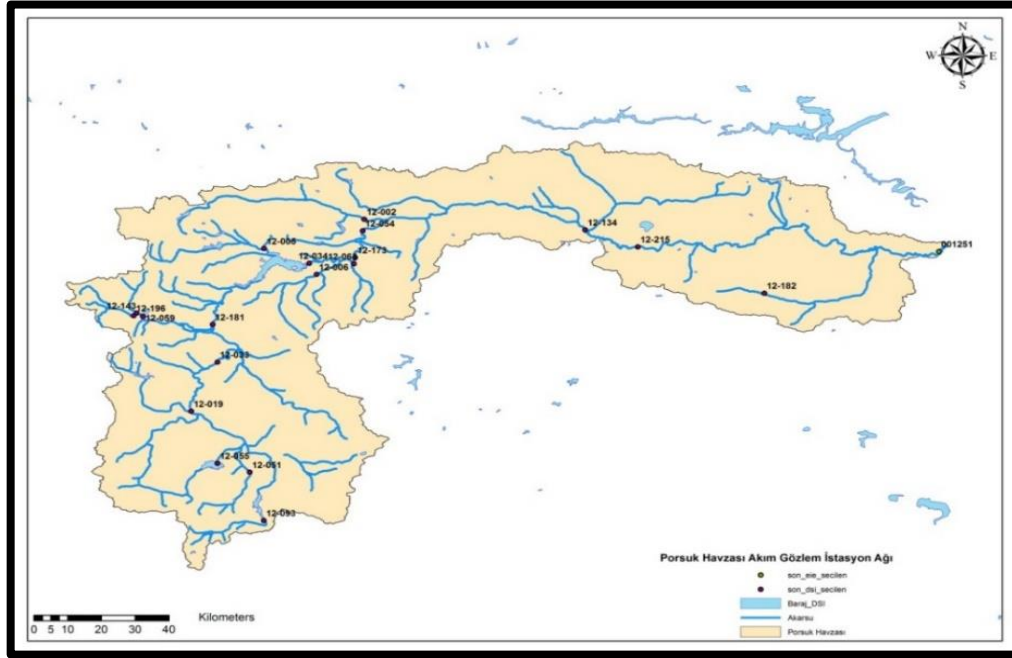 N
W E
S
12-002
12-054
12-134
12-173
12-215
001251
12-034
12-006
12-182
12-143
12-196
12-059
12-181
12-019
12-055
12-051
12-053
Porsuk Havzası Akım Gözlem İstasyon Ağı
son_eie_secilen
son_dsi_secilen
Baraj_DSI
Akarsu
Porsuk Havzası
Kilometers
0 5 10 20 30 40